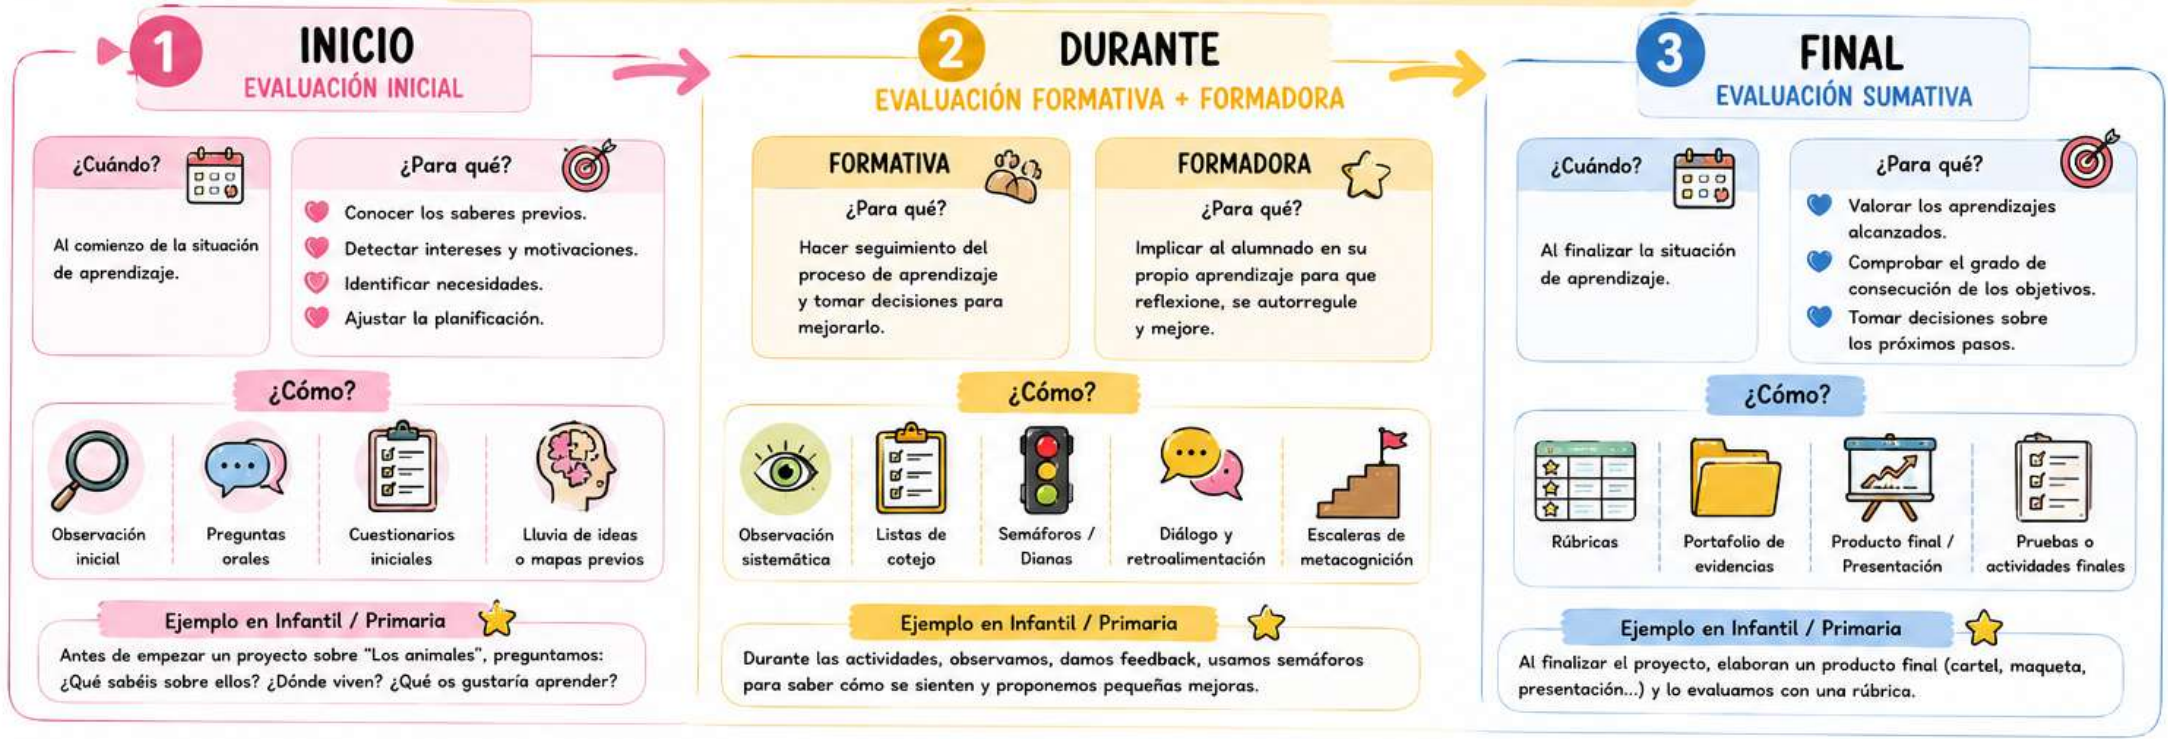 1
INICIO
EVALUACIÓN INICIAL
¿Cuándo?
Al comienzo de la situación
de aprendizaje.
¿Para qué?
Conocer los saberes previos.
Detectar intereses y motivaciones.
Identificar necesidades.
Ajustar la planificación.
¿Cómo?
Observación
inicial
Preguntas
orales
Cuestionarios
iniciales
Lluvia de ideas
o mapas previos
Ejemplo en Infantil / Primaria
Antes de empezar un proyecto sobre "Los animales", preguntamos:
¿Qué sabéis sobre ellos? ¿Dónde viven? ¿Qué os gustaría aprender?
2
DURANTE
EVALUACIÓN FORMATIVA + FORMADORA
FORMATIVA
¿Para qué?
Hacer seguimiento del
proceso de aprendizaje
y tomar decisiones para
mejorarlo.
FORMADORA
¿Para qué?
Implicar al alumnado en su
propio aprendizaje para que
reflexione, se autorregule
y mejore.
¿Cómo?
Observación
sistemática
Listas de
cotejo
Semáforos /
Dianas
Diálogo y
retroalimentación
Escaleras de
metacognición
Ejemplo en Infantil / Primaria
Durante las actividades, observamos, damos feedback, usamos semáforos
para saber cómo se sienten y proponemos pequeñas mejoras.
3
FINAL
EVALUACIÓN SUMATIVA
¿Cuándo?
Al finalizar la situación
de aprendizaje.
¿Para qué?
Valorar los aprendizajes
alcanzados.
Comprobar el grado de
consecución de los objetivos.
Tomar decisiones sobre
los próximos pasos.
¿Cómo?
Rúbricas
Portafolio de
evidencias
Producto final /
Presentación
Pruebas o
actividades finales
Ejemplo en Infantil / Primaria
Al finalizar el proyecto, elaboran un producto final (cartel, maqueta,
presentación...) y lo evaluamos con una rúbrica.